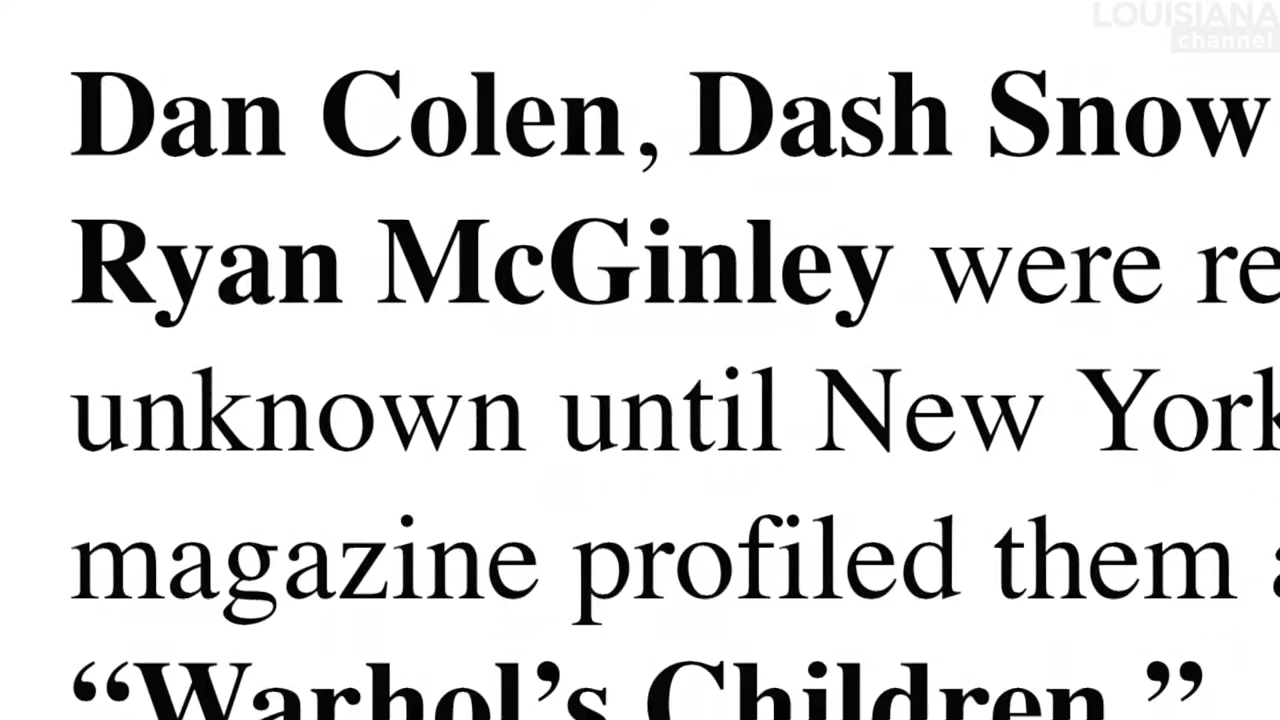 LOUISIANA
channel
Dan Colen, Dash Snow
Ryan McGinley were re
unknown until New York
magazine profiled them a
“Warhol’s Children.”